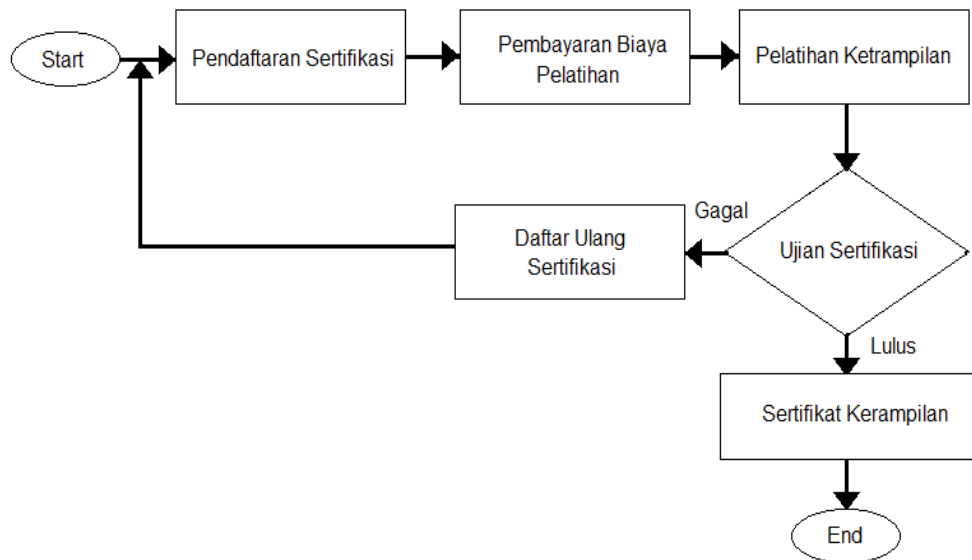 Start
Pendaftaran Sertifikasi
Pembayaran Biaya
Pelatihan
Pelatihan Ketrampilan
Gagal
Daftar Ulang
Sertifikasi
Ujian Sertifikasi
Lulus
Sertifikat Kerampilan
End